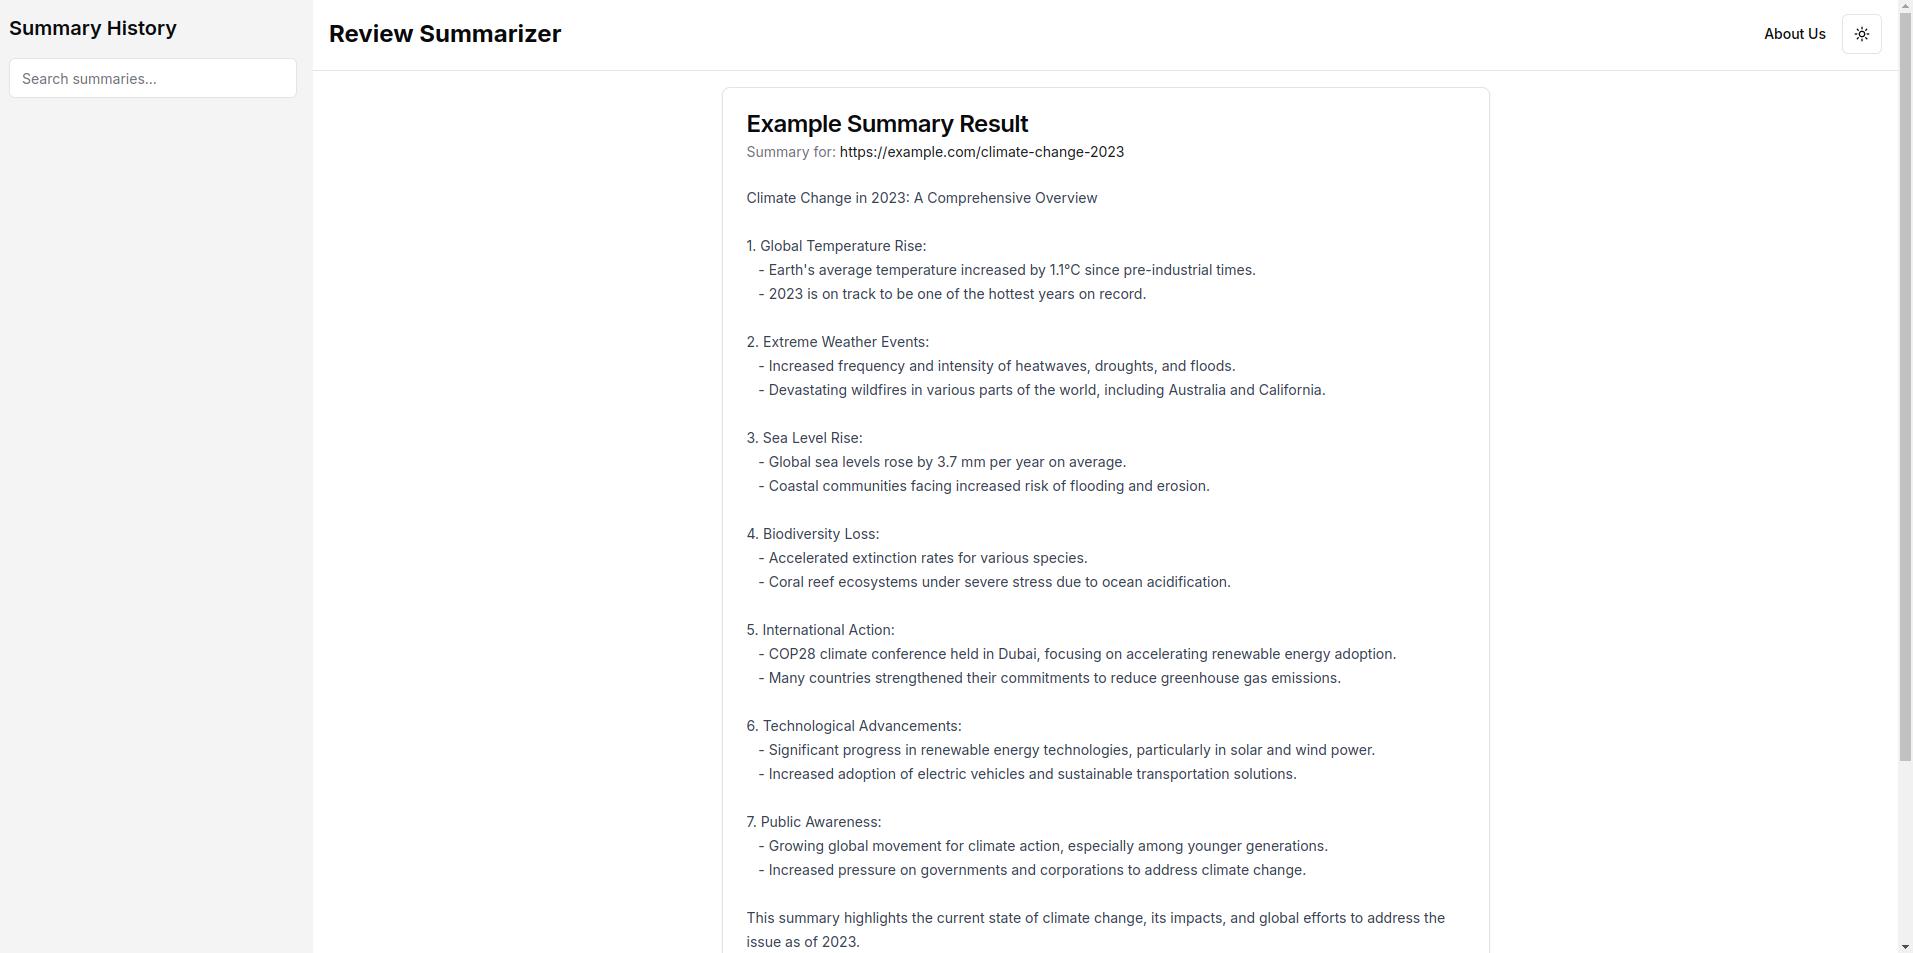 Summary History
Search summaries...
Review Summarizer
About Us
Example Summary Result
Summary for: https://example.com/climate-change-2023
Climate Change in 2023: A Comprehensive Overview
1. Global Temperature Rise:
- Earth's average temperature increased by 1.1°C since pre-industrial times.
- 2023 is on track to be one of the hottest years on record.
2. Extreme Weather Events:
- Increased frequency and intensity of heatwaves, droughts, and floods.
- Devastating wildfires in various parts of the world, including Australia and California.
3. Sea Level Rise:
- Global sea levels rose by 3.7 mm per year on average.
- Coastal communities facing increased risk of flooding and erosion.
4. Biodiversity Loss:
- Accelerated extinction rates for various species.
- Coral reef ecosystems under severe stress due to ocean acidification.
5. International Action:
- COP28 climate conference held in Dubai, focusing on accelerating renewable energy adoption.
- Many countries strengthened their commitments to reduce greenhouse gas emissions.
6. Technological Advancements:
- Significant progress in renewable energy technologies, particularly in solar and wind power.
- Increased adoption of electric vehicles and sustainable transportation solutions.
7. Public Awareness:
- Growing global movement for climate action, especially among younger generations.
- Increased pressure on governments and corporations to address climate change.
This summary highlights the current state of climate change, its impacts, and global efforts to address the
issue as of 2023.